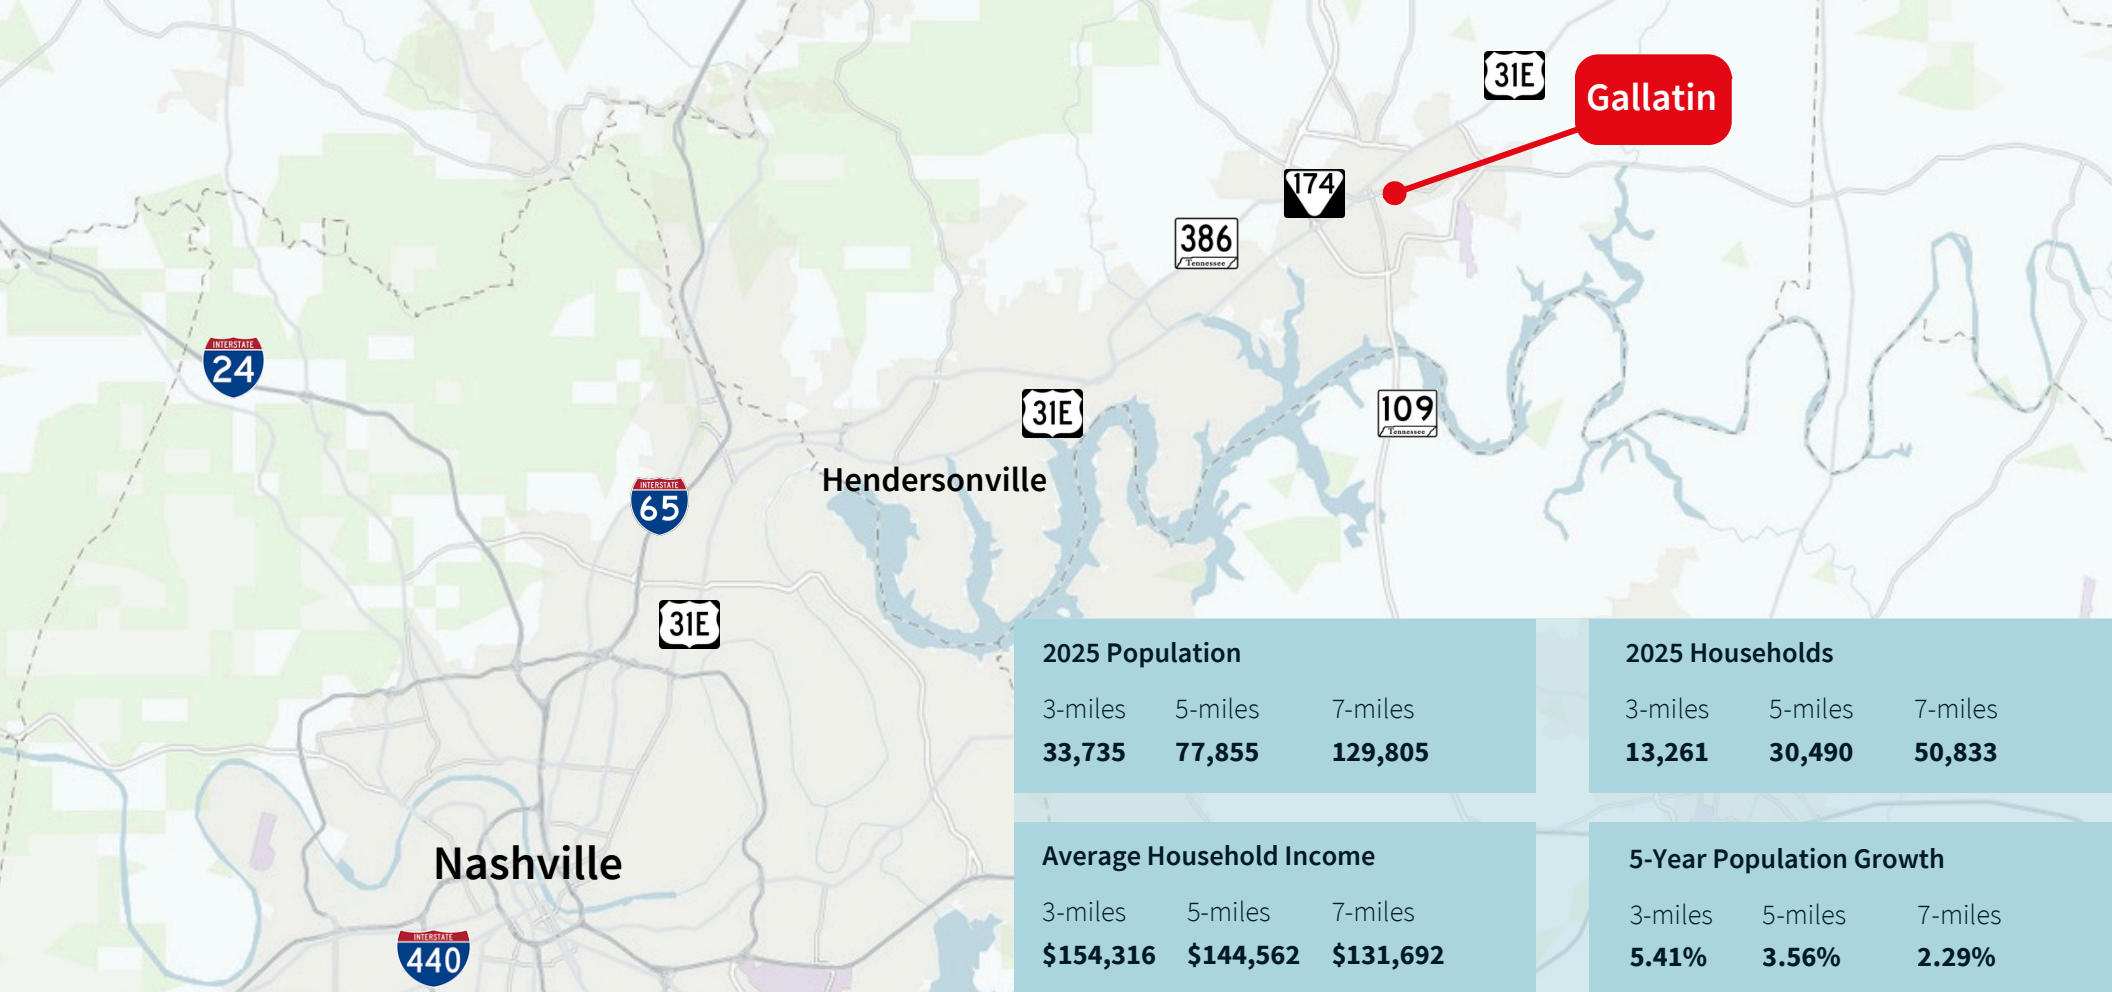 31E
Gallatin
174
386
Tennessee
INTERSTATE
24
31E
109
Tennessee
Hendersonville
INTERSTATE
65
31E
2025 Population
3-miles 5-miles 7-miles
33,735 77,855 129,805
2025 Households
3-miles 5-miles 7-miles
13,261 30,490 50,833
Nashville
INTERSTATE
440
Average Household Income
3-miles 5-miles 7-miles
$154,316 $144,562 $131,692
5-Year Population Growth
3-miles 5-miles 7-miles
5.41% 3.56% 2.29%